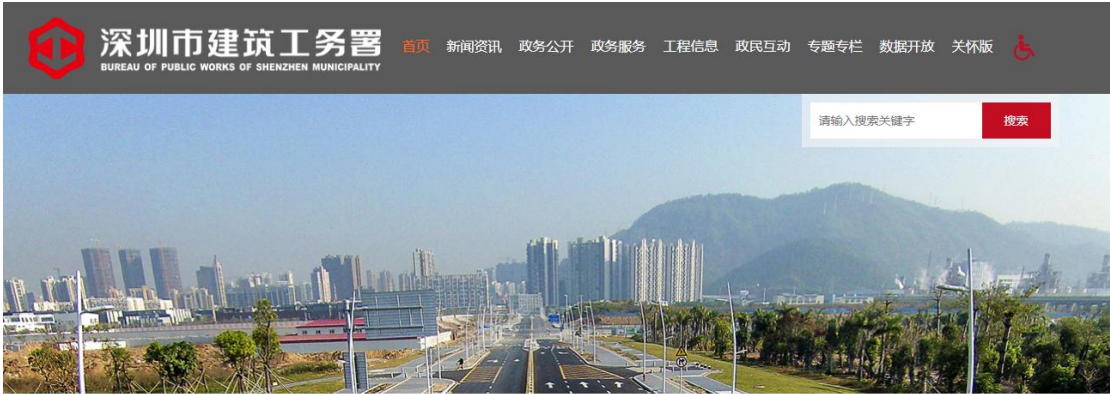 深圳市建筑工务署
BUREAU OF PUBLIC WORKS OF SHENZHEN MUNICIPALITY
首页 新闻资讯 政务公开 政务服务 工程信息 政民互动 专题专栏 数据开放 关怀版
请输入搜索关键字 搜索